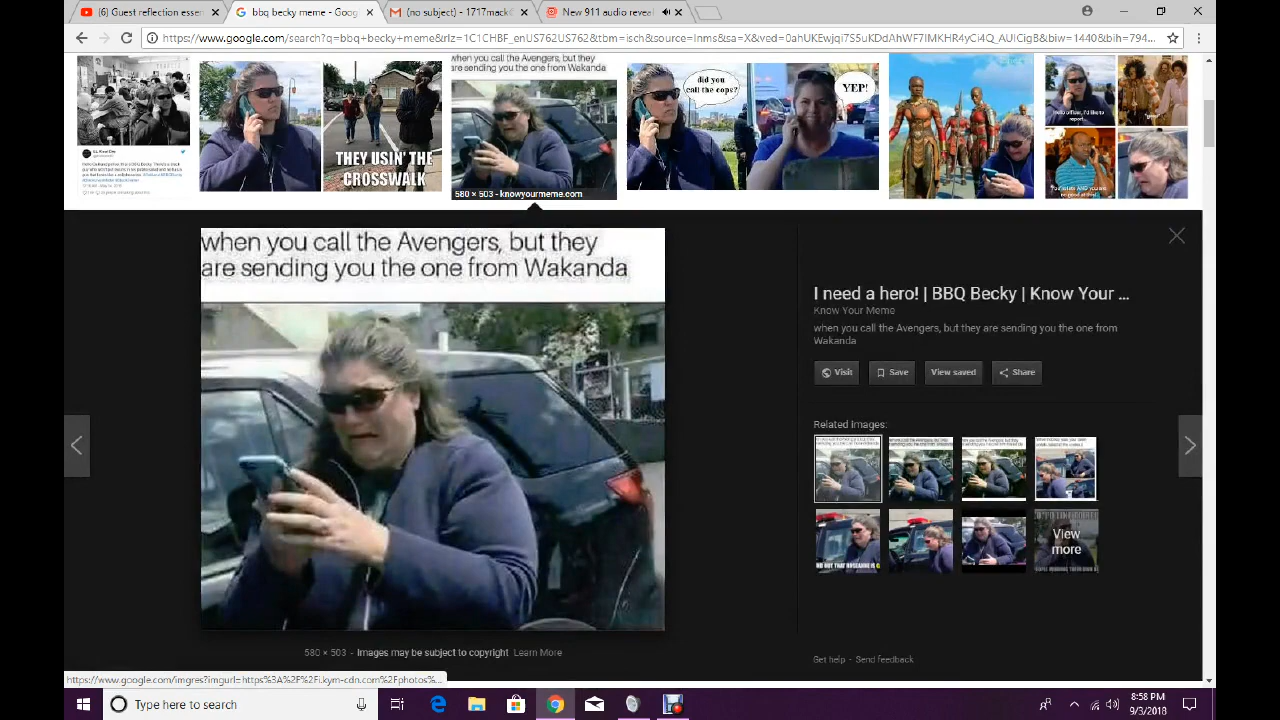 (6) Guest reflection essen
bbq becky meme - Goog
(no subject) - 1717mack
New 911 audio reveal
https://www.google.com/search?q=bbq+becky+meme&rlz=1C1CHBF_enUS762US762&tbm=isch&source=lnms&sa=X&ved=0ahUKEwjqi7S5uKDdAhWF7IMKHR4yCi4Q_AUICigB&biw=1440&bih=794...
THEY USIN' THE
CROSSWALK
when you call the Avengers, but they
are sending you the one from Wakanda
580 × 503 - knowyourmeme.com
did you
call the cops?
YEP!
Hello officer, I'd like to
report...
when you call the Avengers, but they
are sending you the one from Wakanda
I need a hero! | BBQ Becky | Know Your ...
Know Your Meme
when you call the Avengers, but they are sending you the one from
Wakanda
Visit
Save
View saved
Share
Related images:
View
more
580 × 503 - Images may be subject to copyright Learn More
Get help - Send feedback
https://www.google.com/imgres?imgurl=https%3A%2F%2Fi.kym-cdn.com%2Fphotos%...
Type here to search
8:58 PM
9/3/2018